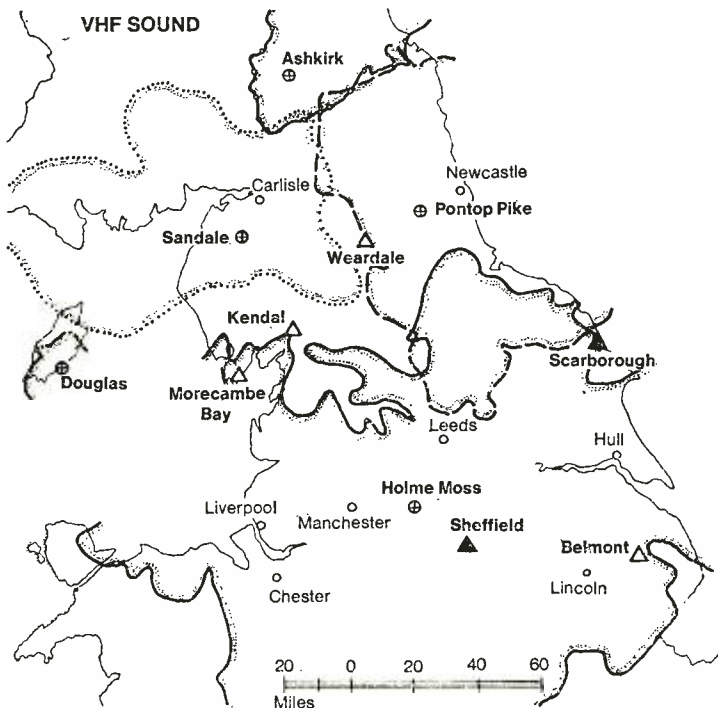 VHF SOUND
Ashkirk
Newcastle
Carlisle
Pontop Pike
Sandale
Weardale
Kendal
Scarborough
Douglas
Morecambe
Bay
Leeds
Hull
Holme Moss
Liverpool
Manchester
Sheffield
Belmont
Chester
Lincoln
20 0 20 40 60
Miles